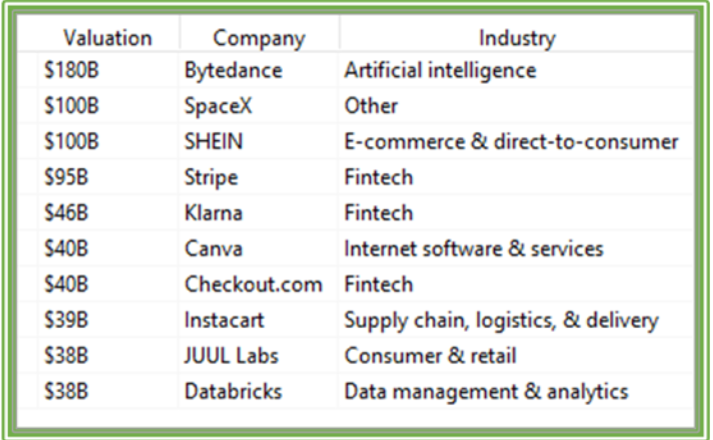 Valuation Company Industry
$180B Bytedance Artificial intelligence
$100B SpaceX Other
$100B SHEIN E-commerce & direct-to-consumer
$95B Stripe Fintech
$46B Klarna Fintech
$40B Canva Internet software & services
$40B Checkout.com Fintech
$39B Instacart Supply chain, logistics, & delivery
$38B JUUL Labs Consumer & retail
$38B Databricks Data management & analytics